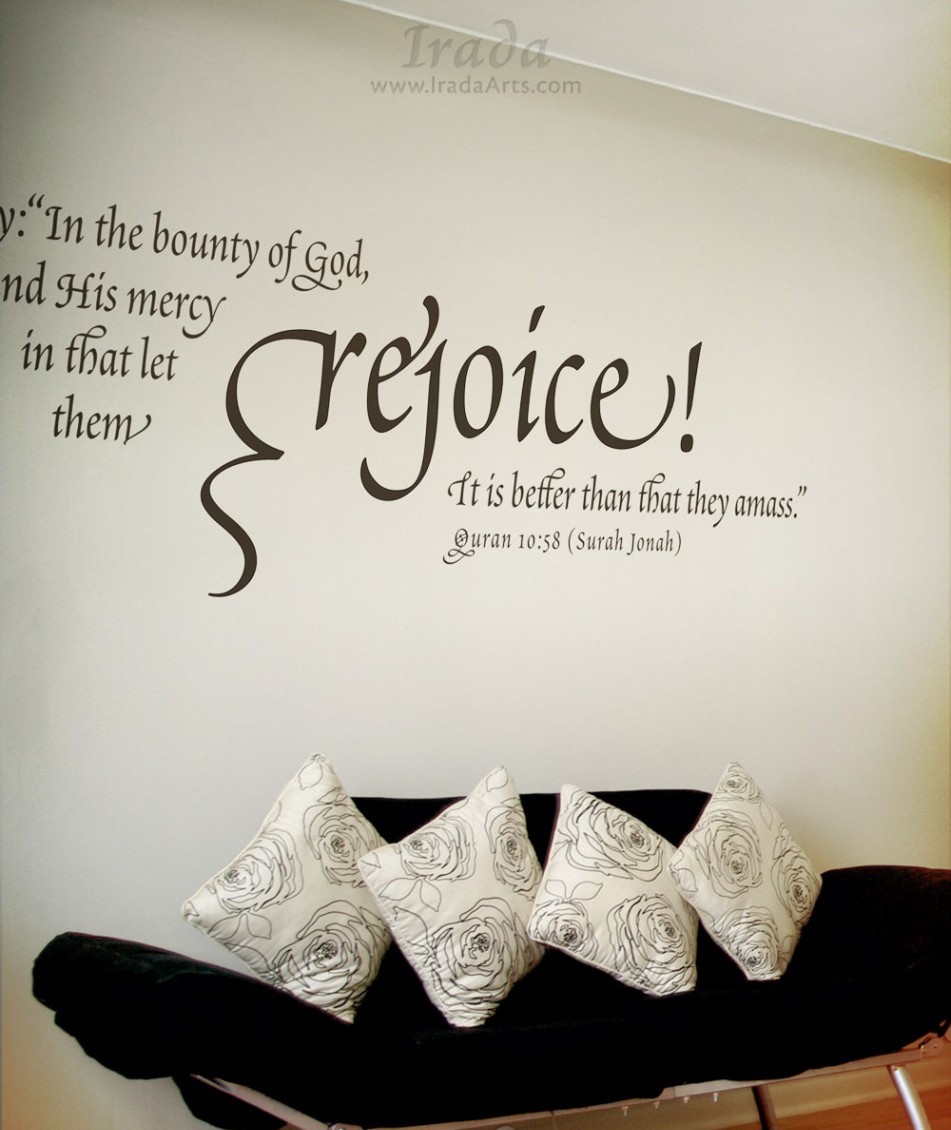 Irada
www.IradaArts.com
y: “In the bounty of God,
nd His mercy
in that let
them
rejoice!
It is better than that they amass.”
Quran 10:58 (Surah Jonah)